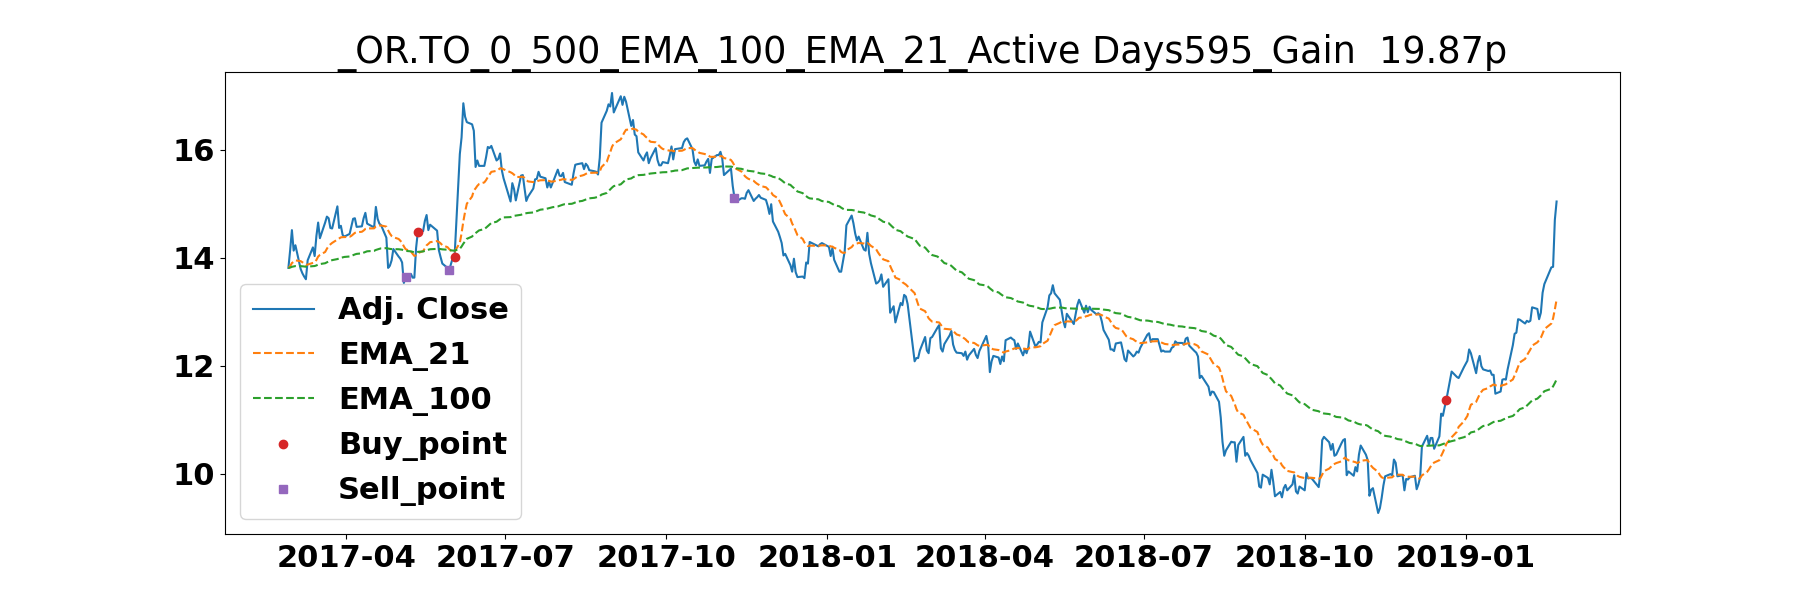 _OR.TO_0_500_EMA_100_EMA_21_Active Days595_Gain  19.87p
16
14
12
10
Adj. Close
EMA_21
EMA_100
Buy_point
Sell_point
2017-04 2017-07 2017-10 2018-01 2018-04 2018-07 2018-10 2019-01